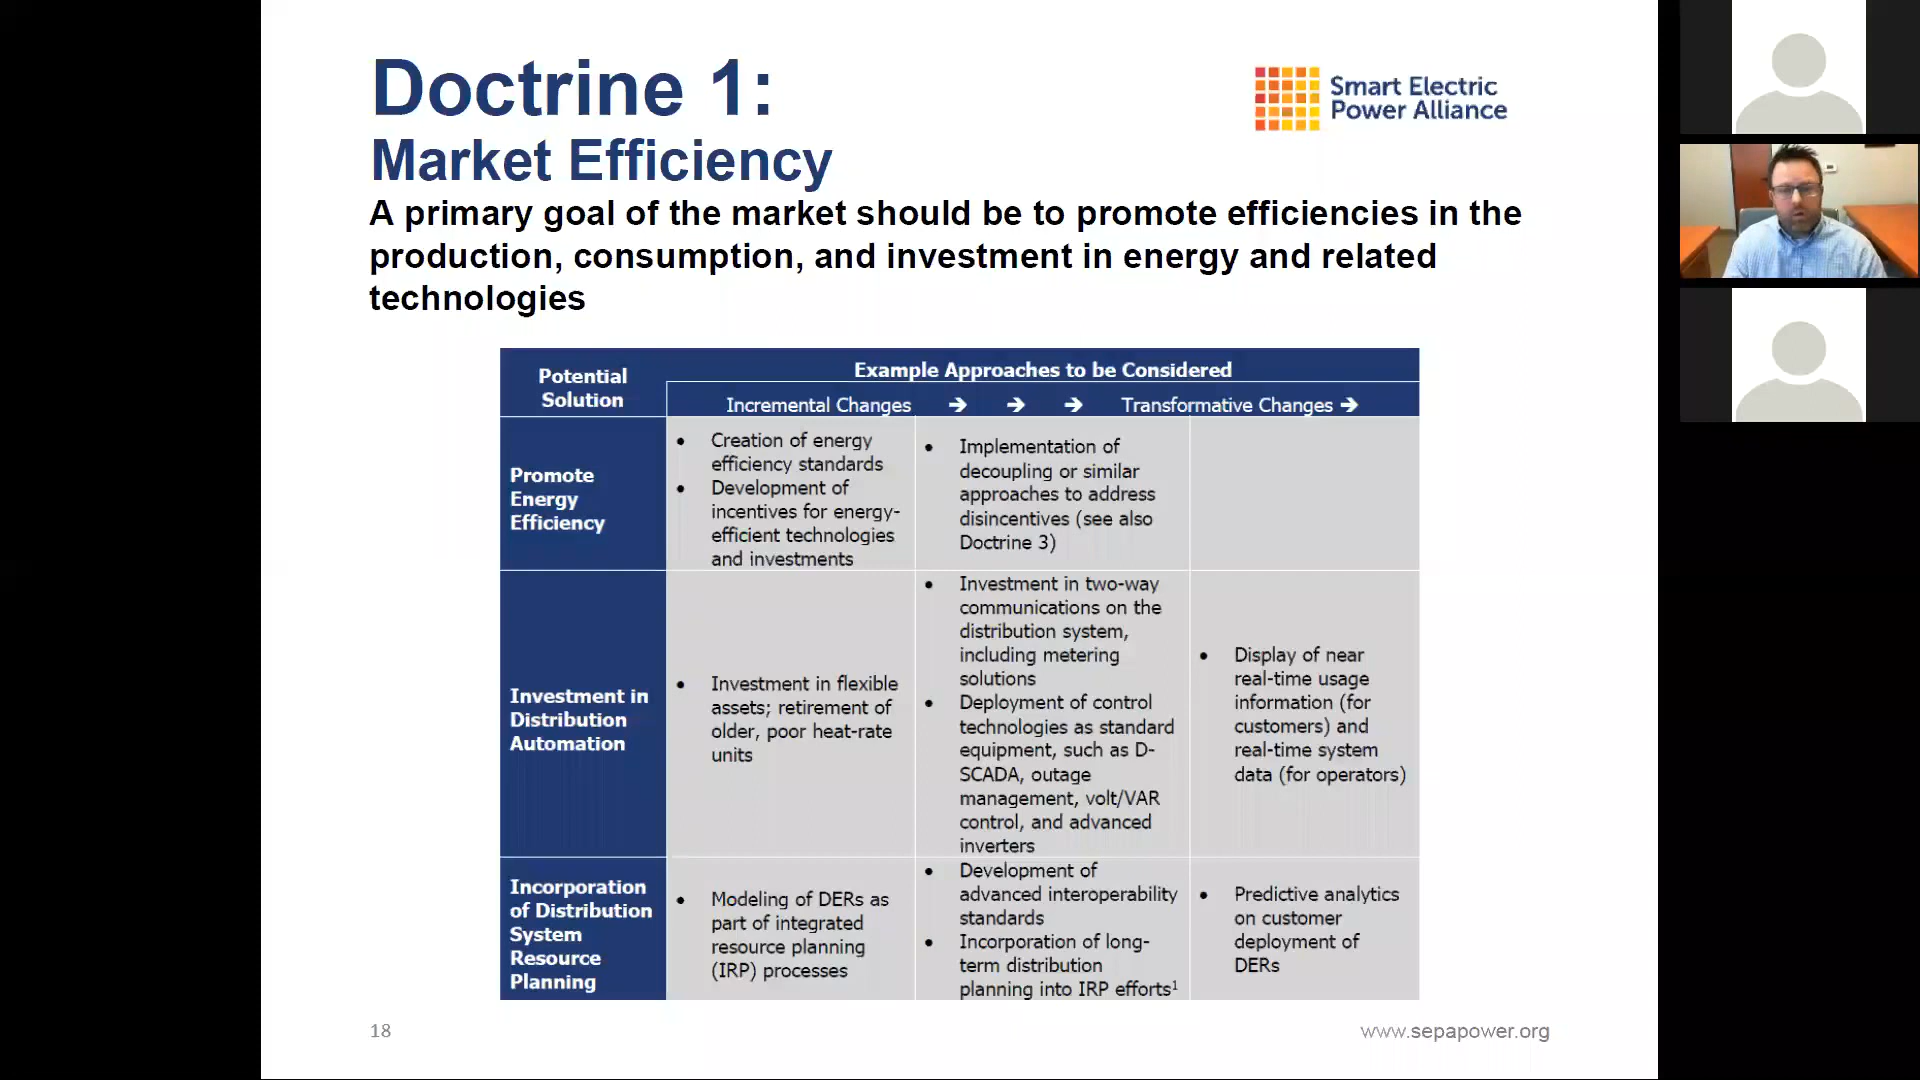 Doctrine 1:
Market Efficiency
Smart Electric
Power Alliance
A primary goal of the market should be to promote efficiencies in the
production, consumption, and investment in energy and related
technologies
Potential
Solution
Example Approaches to be Considered
Incremental Changes → → → Transformative Changes →
Promote
Energy
Efficiency
• Creation of energy
efficiency standards
• Development of
incentives for energy-
efficient technologies
and investments
• Implementation of
decoupling or similar
approaches to address
disincentives (see also
Doctrine 3)
Investment in
Distribution
Automation
• Investment in flexible
assets; retirement of
older, poor heat-rate
units
• Investment in two-way
communications on the
distribution system,
including metering
solutions
• Deployment of control
technologies as standard
equipment, such as D-
SCADA, outage
management, volt/VAR
control, and advanced
inverters
• Display of near
real-time usage
information (for
customers) and
real-time system
data (for operators)
Incorporation
of Distribution
System
Resource
Planning
• Modeling of DERs as
part of integrated
resource planning
(IRP) processes
• Development of
advanced interoperability
standards
• Incorporation of long-
term distribution
planning into IRP efforts¹
• Predictive analytics
on customer
deployment of
DERs
18
www.sepapower.org